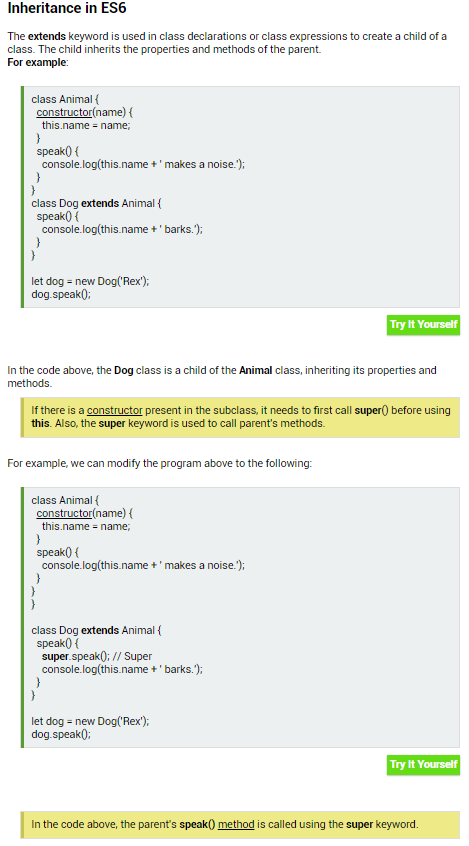 Inheritance in ES6
The extends keyword is used in class declarations or class expressions to create a child of a
class. The child inherits the properties and methods of the parent.
For example:
class Animal {
constructor(name) {
this.name = name;
}
speak() {
console.log(this.name + ' makes a noise.');
}
}
class Dog extends Animal {
speak() {
console.log(this.name + ' barks.');
}
}
let dog = new Dog('Rex');
dog.speak();
Try It Yourself
In the code above, the Dog class is a child of the Animal class, inheriting its properties and
methods.
If there is a constructor present in the subclass, it needs to first call super() before using
this. Also, the super keyword is used to call parent's methods.
For example, we can modify the program above to the following:
class Animal {
constructor(name) {
this.name = name;
}
speak() {
console.log(this.name + ' makes a noise.');
}
}
}
class Dog extends Animal {
speak() {
super.speak(); // Super
console.log(this.name + ' barks.');
}
}
let dog = new Dog('Rex');
dog.speak();
Try It Yourself
In the code above, the parent's speak() method is called using the super keyword.